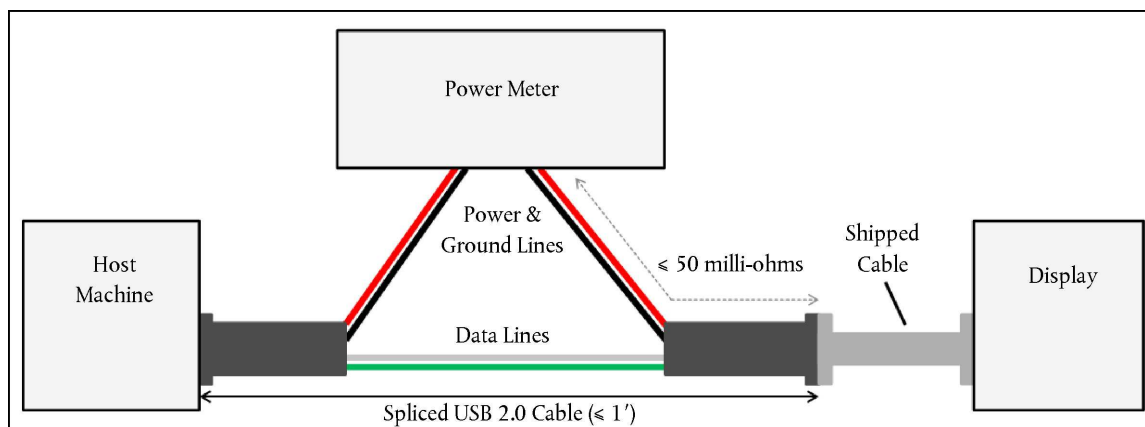 Power Meter
Power &
Ground Lines
Host
Machine
⩽ 50 milli-ohms
Shipped
Cable
Display
Data Lines
Spliced USB 2.0 Cable (⩽ 1′)